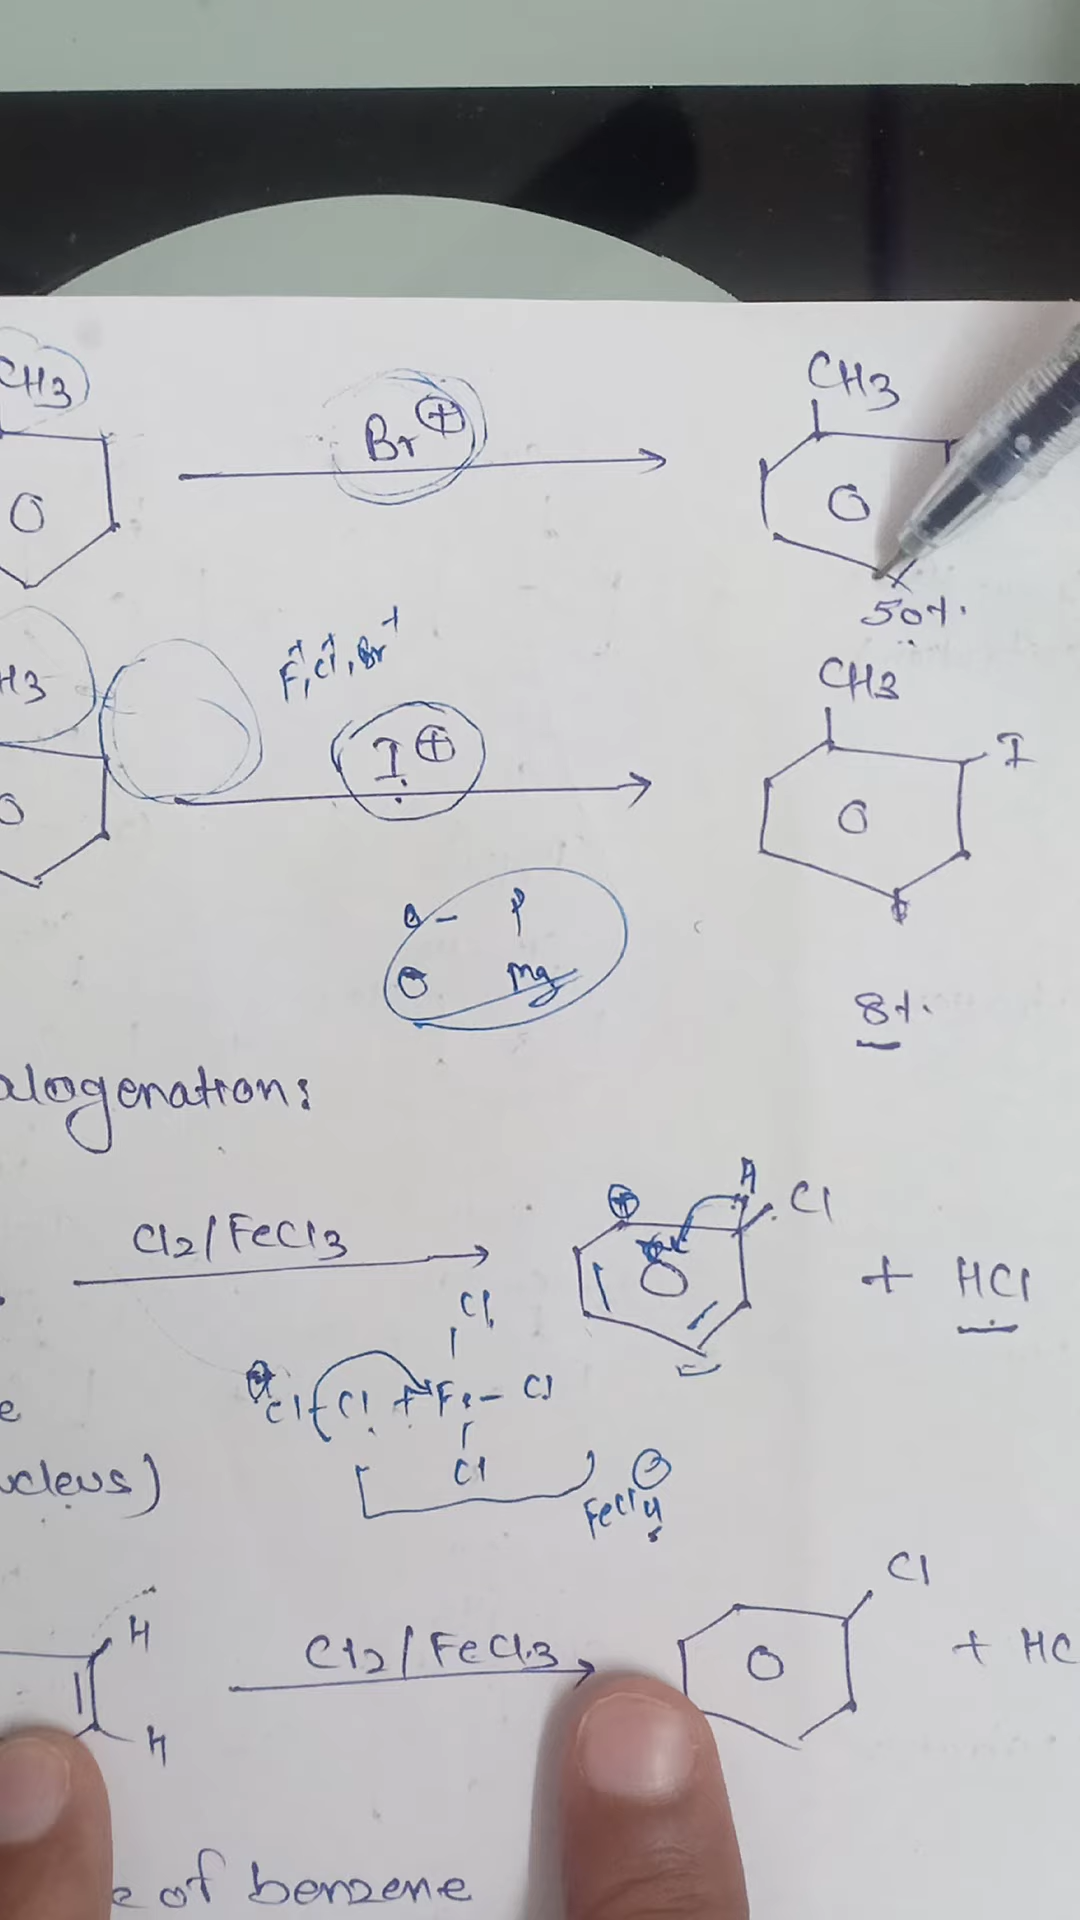 CH3
Br⊕
CH3
O
O
50%.
F⁺, Cl⁺, Br⁺
H3
I⊕
CH3
I
O
O
O - P
O Mg
8%.
alogenation:
Cl2/FeCl3
⊕
H
Cl
O
+ HCl
Cl
Cl-Cl + Fe-Cl
Cl
e
ucleus)
FeCl4⊖
Cl
H
Cl2/FeCl3
O
+ HC
H
e of benzene